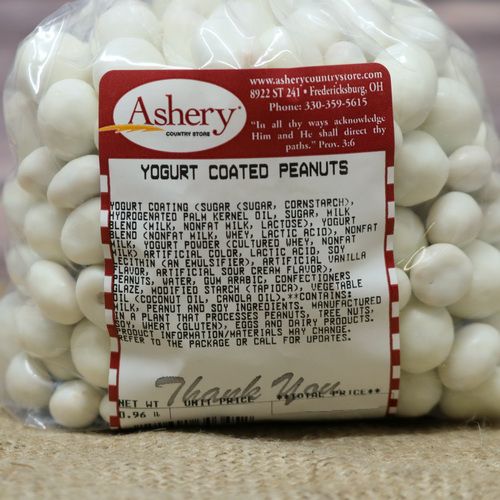 Ashery
COUNTRY STORE
www.asherycountrystore.com
8922 ST 241 • Fredericksburg, OH
Phone: 330-359-5615
"In all thy ways acknowledge
Him and He shall direct thy
paths." Prov. 3:6
YOGURT COATED PEANUTS
YOGURT COATING (SUGAR (SUGAR, CORNSTARCH),
HYDROGENATED PALM KERNEL OIL, SUGAR, MILK
BLEND (MILK, NONFAT MILK, LACTOSE), YOGURT
BLEND (NONFAT MILK, WHEY, LACTIC ACID), NONFAT
MILK, YOGURT POWDER (CULTURED WHEY, NONFAT
MILK) ARTIFICIAL COLOR, LACTIC ACID, SOY
LECITHIN (AN EMULSIFIER), ARTIFICIAL VANILLA
FLAVOR, ARTIFICIAL SOUR CREAM FLAVOR),
PEANUTS, WATER, GUM ARABIC, CONFECTIONERS
GLAZE, MODIFIED STARCH (TAPIOCA), VEGETABLE
OIL (COCONUT OIL, CANOLA OIL).**CONTAINS:
MILK, PEANUT AND SOY INGREDIENTS. MANUFACTURED
IN A PLANT THAT PROCESSES PEANUTS, TREE NUTS,
SOY, WHEAT (GLUTEN), EGGS AND DAIRY PRODUCTS.
PRODUCT INFORMATION/MATERIALS MAY CHANGE.
REFER TO THE PACKAGE OR CALL FOR UPDATES.
Thank You
NET WT UNIT PRICE **TOTAL PRICE**
0.96 lb